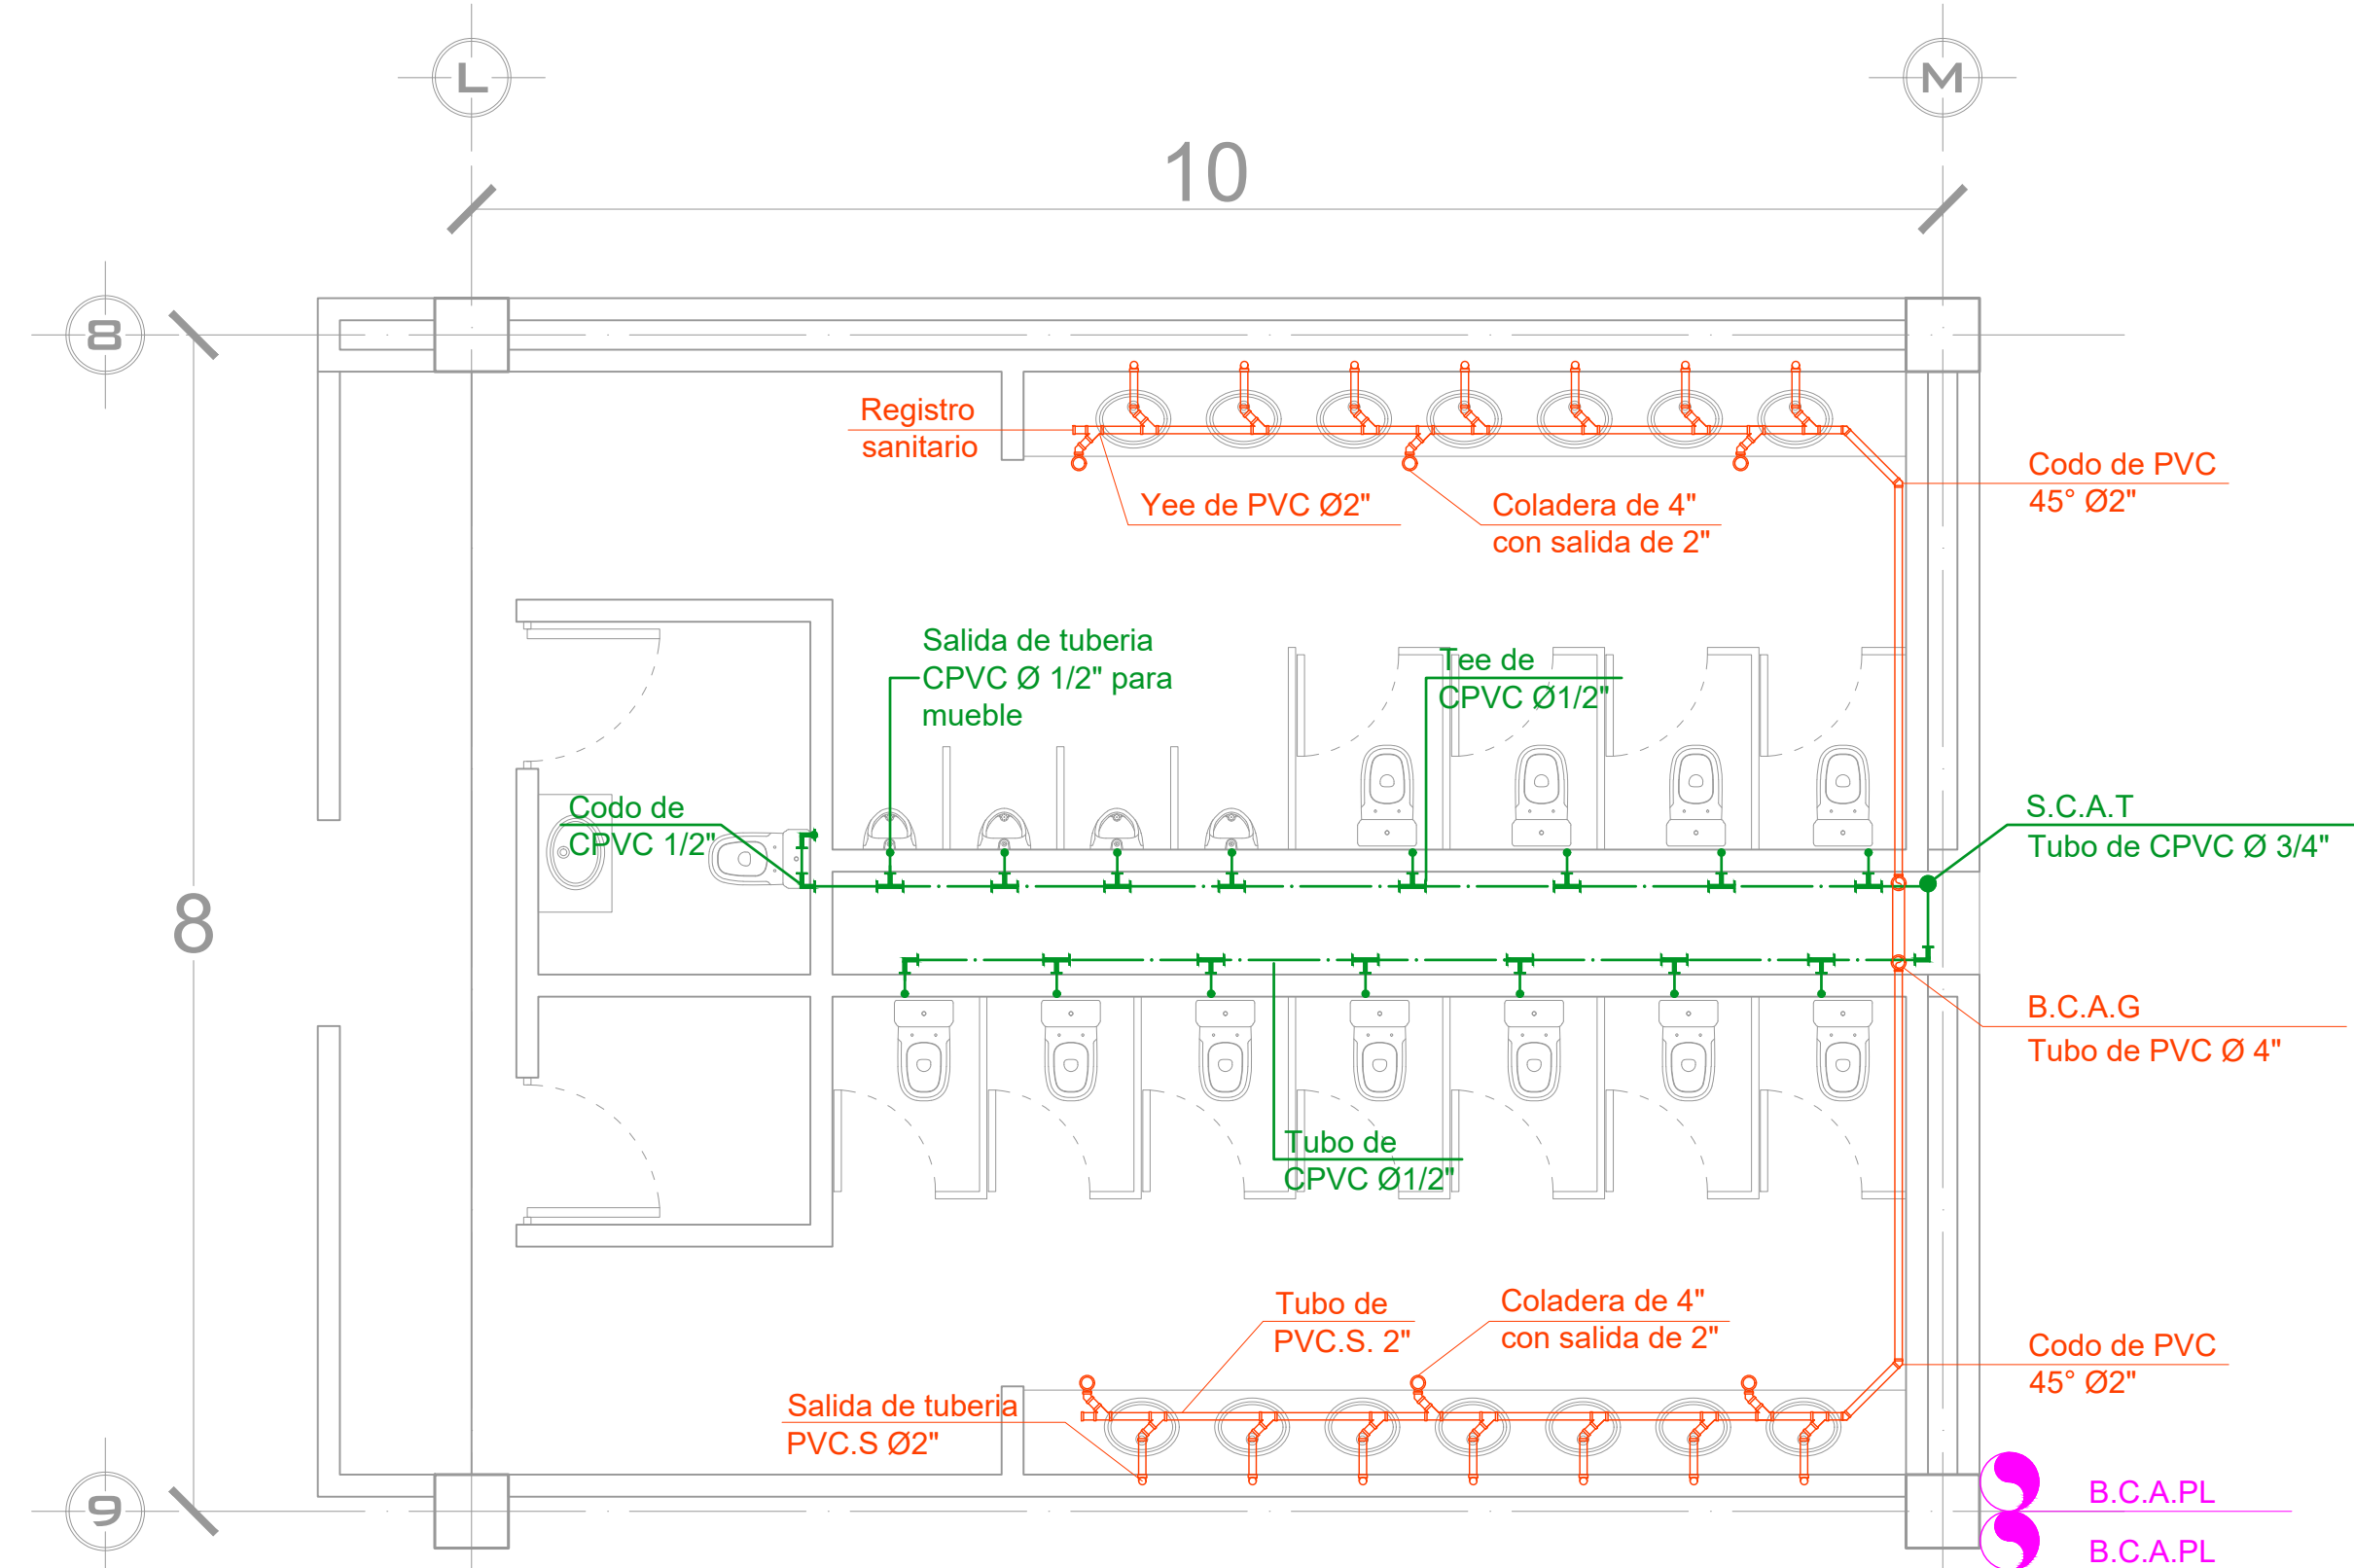 L
M
10
8
Registro
sanitario
Codo de PVC
45° Ø2"
Yee de PVC Ø2"
Coladera de 4"
con salida de 2"
Salida de tuberia
CPVC Ø 1/2" para
mueble
Tee de
CPVC Ø1/2"
Codo de
CPVC 1/2"
S.C.A.T
Tubo de CPVC Ø 3/4"
8
B.C.A.G
Tubo de PVC Ø 4"
Tubo de
CPVC Ø1/2"
Tubo de
PVC.S. 2"
Coladera de 4"
con salida de 2"
Codo de PVC
45° Ø2"
Salida de tuberia
PVC.S Ø2"
9
B.C.A.PL
B.C.A.PL